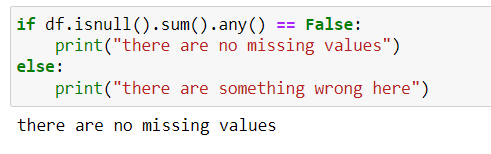 if df.isnull().sum().any() == False:
    print("there are no missing values")
else:
    print("there are something wrong here")
there are no missing values